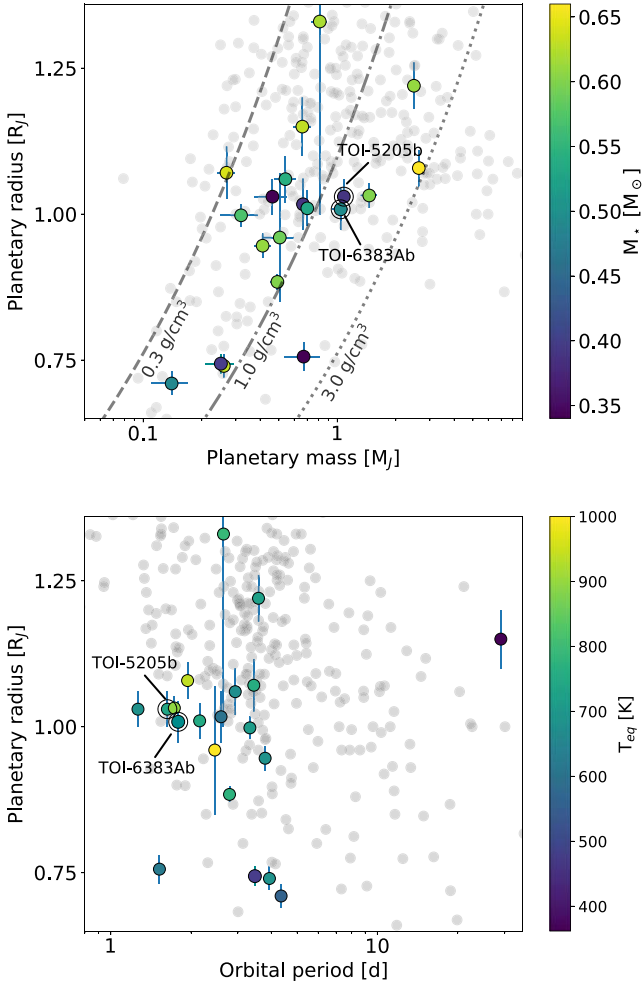 1.25
1.00
0.75
Planetary radius [R_J]
0.1
1
Planetary mass [M_J]
TOI-5205b
TOI-6383Ab
0.3 g/cm³
1.0 g/cm³
3.0 g/cm³
0.65
0.60
0.55
0.50
0.45
0.40
0.35
M⋆ [M⊙]
1.25
1.00
0.75
Planetary radius [R_J]
1
10
Orbital period [d]
TOI-5205b
TOI-6383Ab
1000
900
800
700
600
500
400
T_eq [K]